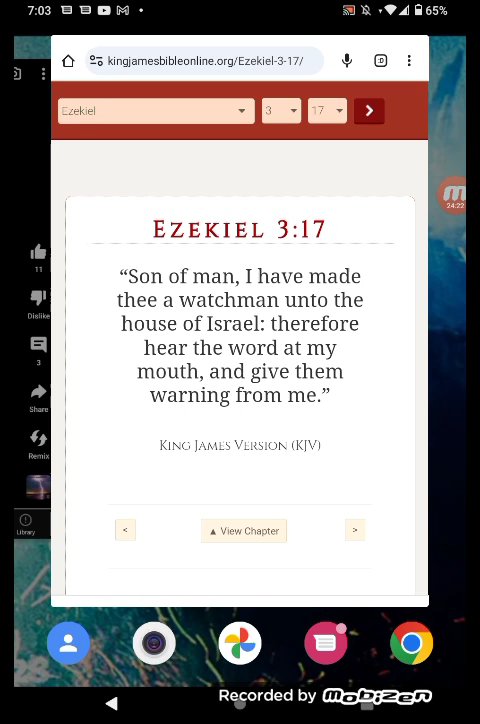 7:03
65%
kingjamesbibleonline.org/Ezekiel-3-17/
:D
Ezekiel
3
17
24:22
Ezekiel 3:17
“Son of man, I have made
thee a watchman unto the
house of Israel: therefore
hear the word at my
mouth, and give them
warning from me.”
King James Version (KJV)
11
Dislike
3
Share
Remix
Library
<
▲ View Chapter
>
Recorded by Mobizen